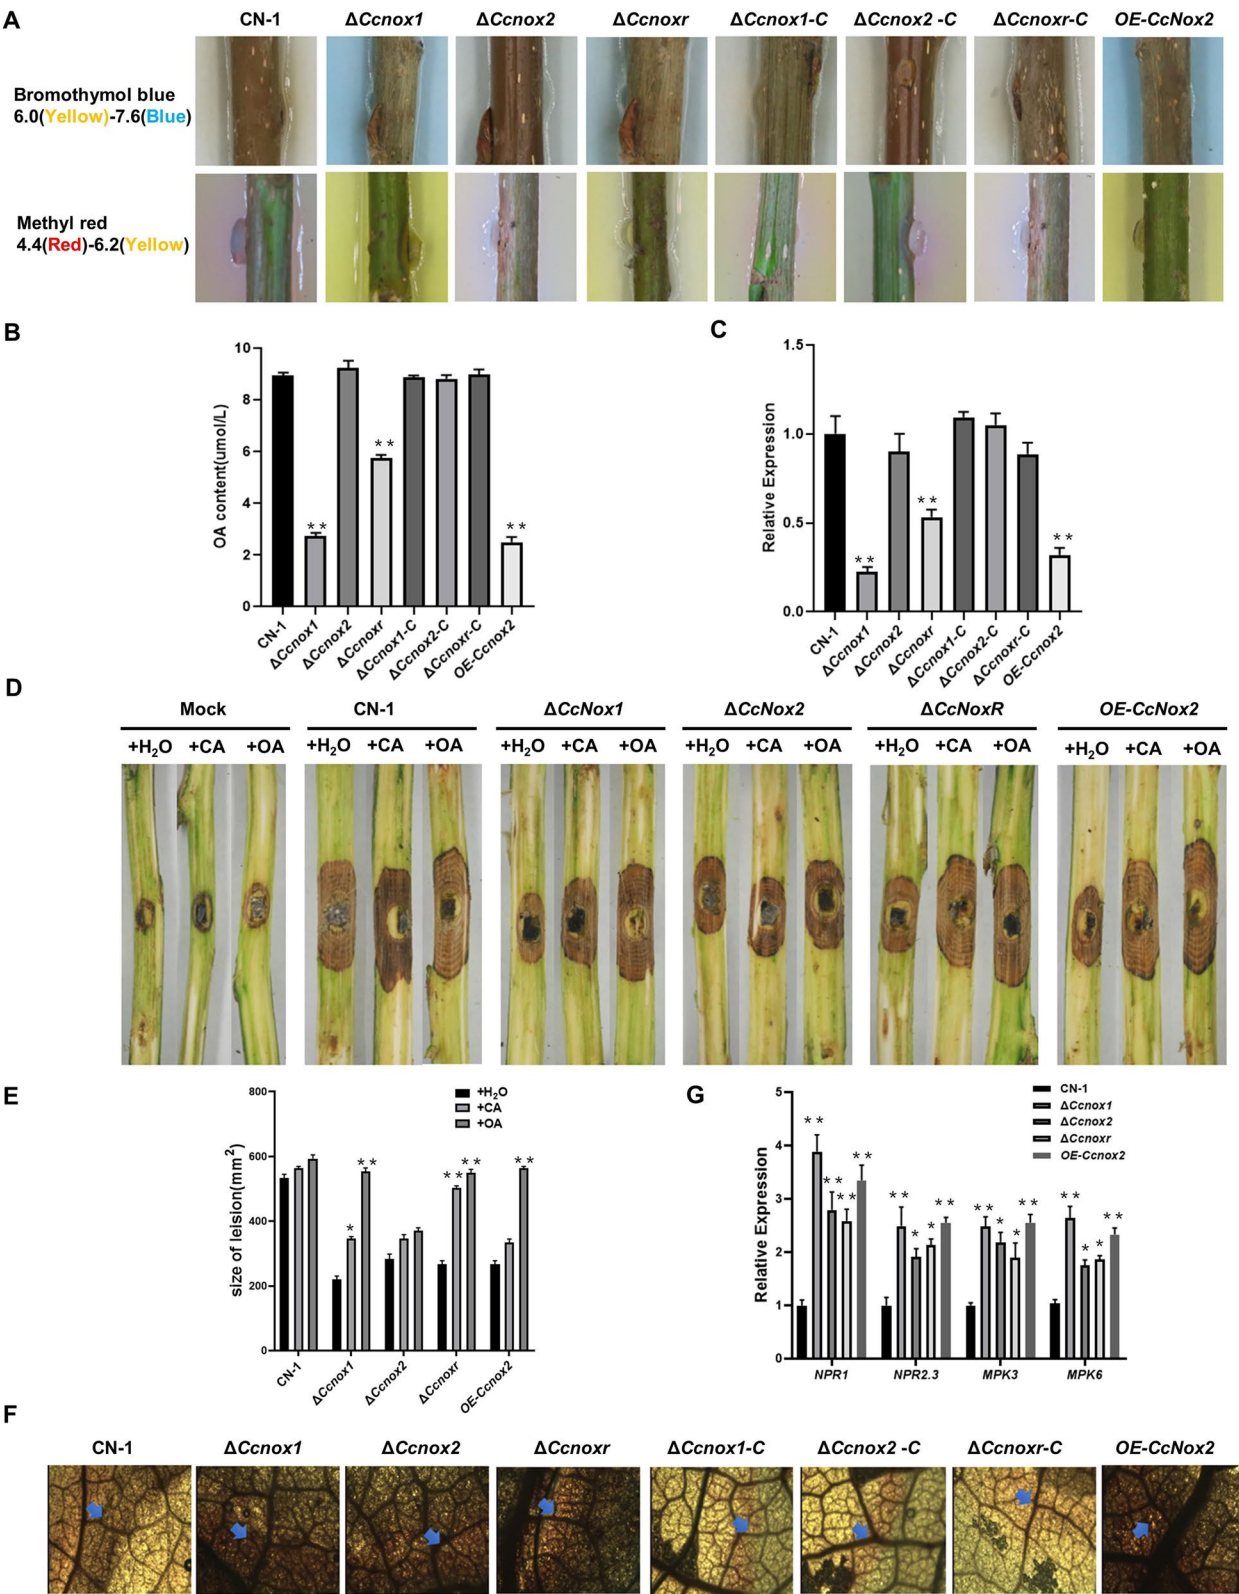 A
CN-1 ΔCcnox1 ΔCcnox2 ΔCcnoxr ΔCcnox1-C ΔCcnox2 -C ΔCcnoxr-C OE-CcNox2
Bromothymol blue
6.0(Yellow)-7.6(Blue)
Methyl red
4.4(Red)-6.2(Yellow)
B
OA content(umol/L)
10
8
6
4
2
0
**
**
**
CN-1 ΔCcnox1 ΔCcnox2 ΔCcnoxr ΔCcnox1-C ΔCcnox2-C ΔCcnoxr-C OE-Ccnox2
C
Relative Expression
1.5
1.0
0.5
0.0
**
**
**
CN-1 ΔCcnox1 ΔCcnox2 ΔCcnoxr ΔCcnox1-C ΔCcnox2-C ΔCcnoxr-C OE-Ccnox2
D
Mock CN-1 ΔCcNox1 ΔCcNox2 ΔCcNoxR OE-CcNox2
+H2O +CA +OA +H2O +CA +OA +H2O +CA +OA +H2O +CA +OA +H2O +CA +OA +H2O +CA +OA
E
size of leision(mm2)
800
600
400
200
0
+H2O
+CA
+OA
* ** ** ** **
CN-1 ΔCcnox1 ΔCcnox2 ΔCcnoxr OE-Ccnox2
G
Relative Expression
5
4
3
2
1
0
CN-1
ΔCcnox1
ΔCcnox2
ΔCcnoxr
OE-Ccnox2
** ** ** **
** * * **
** * * **
** * * **
NPR1 NPR2.3 MPK3 MPK6
F
CN-1 ΔCcnox1 ΔCcnox2 ΔCcnoxr ΔCcnox1-C ΔCcnox2 -C ΔCcnoxr-C OE-CcNox2